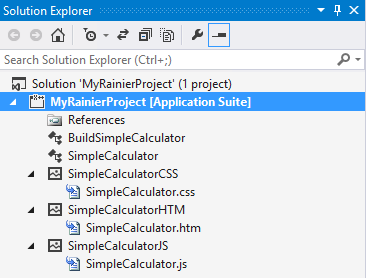 Solution Explorer
Search Solution Explorer (Ctrl+;)
Solution 'MyRainierProject' (1 project)
MyRainierProject [Application Suite]
References
BuildSimpleCalculator
SimpleCalculator
SimpleCalculatorCSS
SimpleCalculator.css
SimpleCalculatorHTM
SimpleCalculator.htm
SimpleCalculatorJS
SimpleCalculator.js